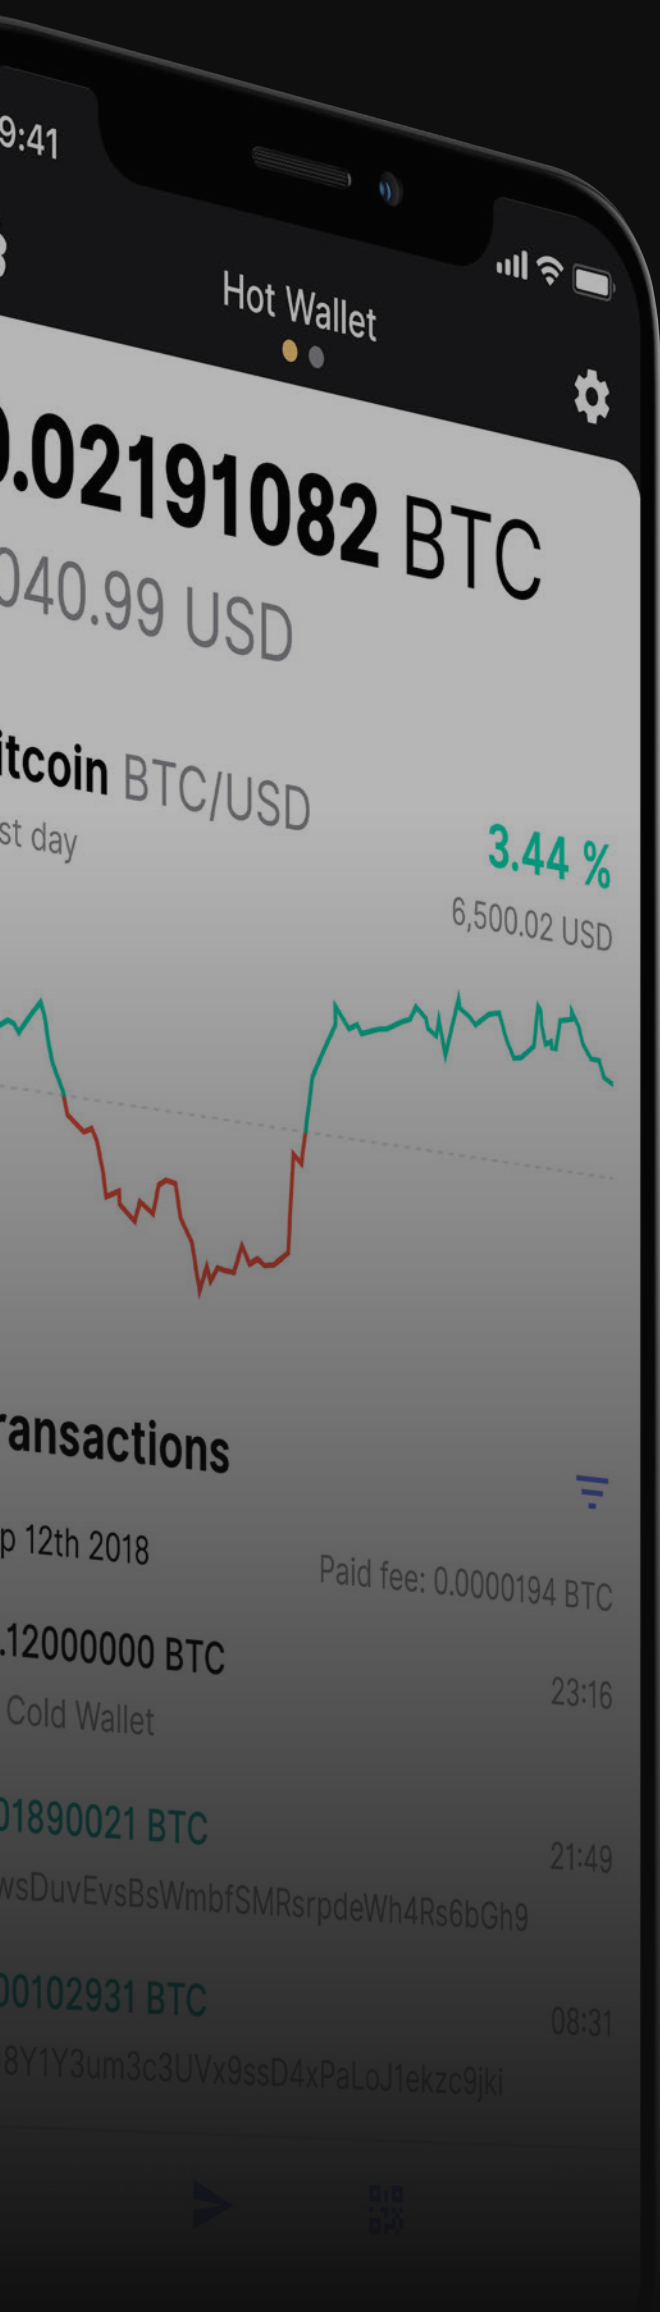 9:41
Hot Wallet
.02191082 BTC
040.99 USD
itcoin BTC/USD
st day
3.44 %
6,500.02 USD
ransactions
p 12th 2018
Paid fee: 0.0000194 BTC
.12000000 BTC
23:16
Cold Wallet
01890021 BTC
21:49
wsDuvEvsBsWmbfSMRsrpdeWh4Rs6bGh9
00102931 BTC
08:31
8Y1Y3um3c3UVx9ssD4xPaLoJ1ekzc9jki